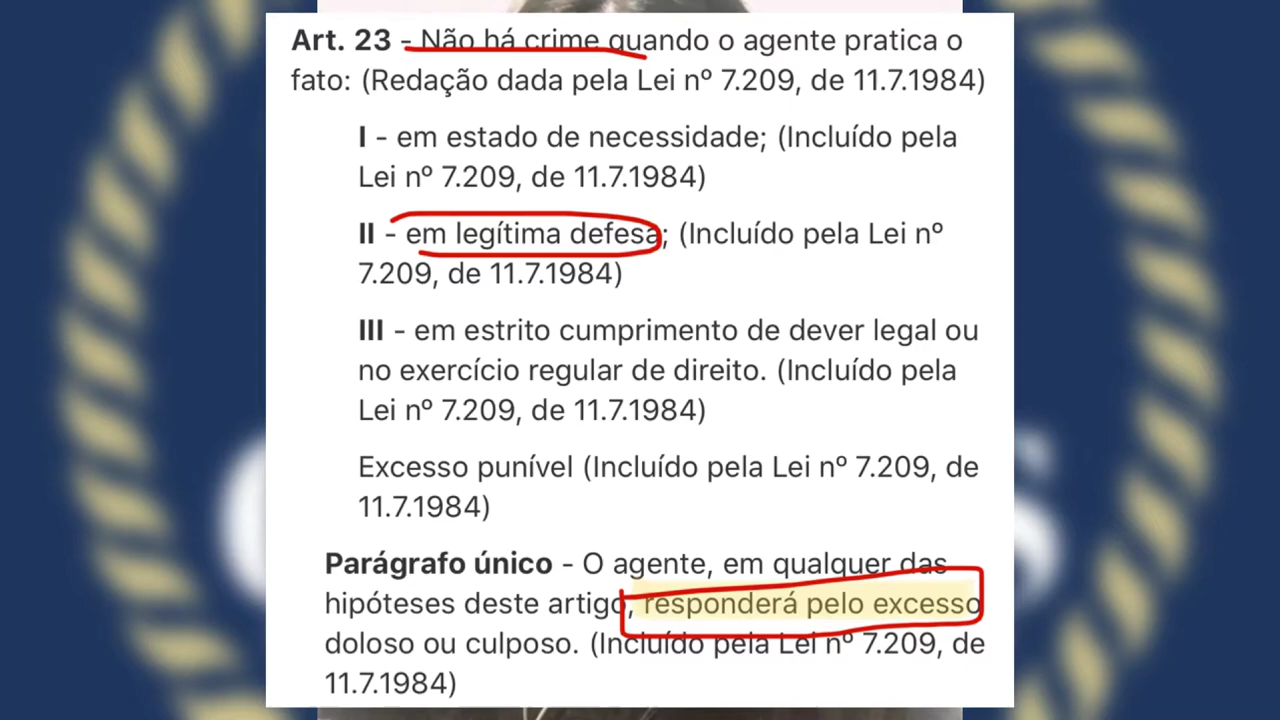 Art. 23 - Não há crime quando o agente pratica o
fato: (Redação dada pela Lei nº 7.209, de 11.7.1984)
I - em estado de necessidade; (Incluído pela
Lei nº 7.209, de 11.7.1984)
II - em legítima defesa; (Incluído pela Lei nº
7.209, de 11.7.1984)
III - em estrito cumprimento de dever legal ou
no exercício regular de direito. (Incluído pela
Lei nº 7.209, de 11.7.1984)
Excesso punível (Incluído pela Lei nº 7.209, de
11.7.1984)
Parágrafo único - O agente, em qualquer das
hipóteses deste artigo, responderá pelo excesso
doloso ou culposo. (Incluído pela Lei nº 7.209, de
11.7.1984)